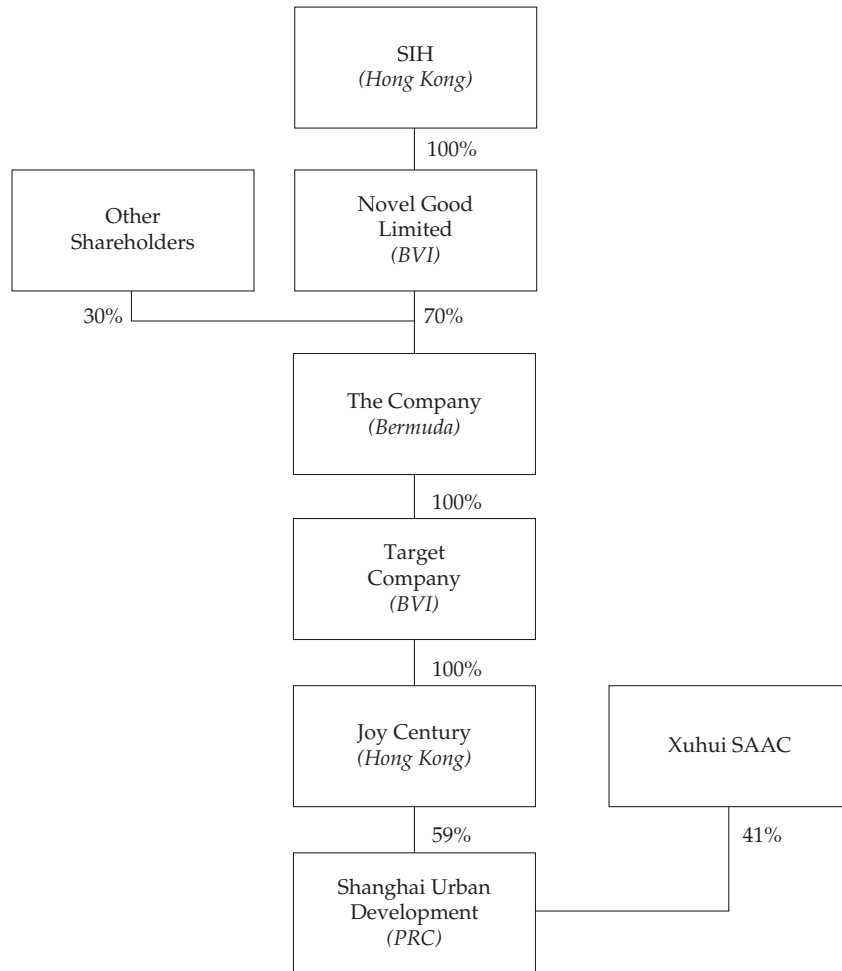 SIH
(Hong Kong)
100%
Other
Shareholders
Novel Good
Limited
(BVI)
30%
70%
The Company
(Bermuda)
100%
Target
Company
(BVI)
100%
Joy Century
(Hong Kong)
Xuhui SAAC
59%
41%
Shanghai Urban
Development
(PRC)